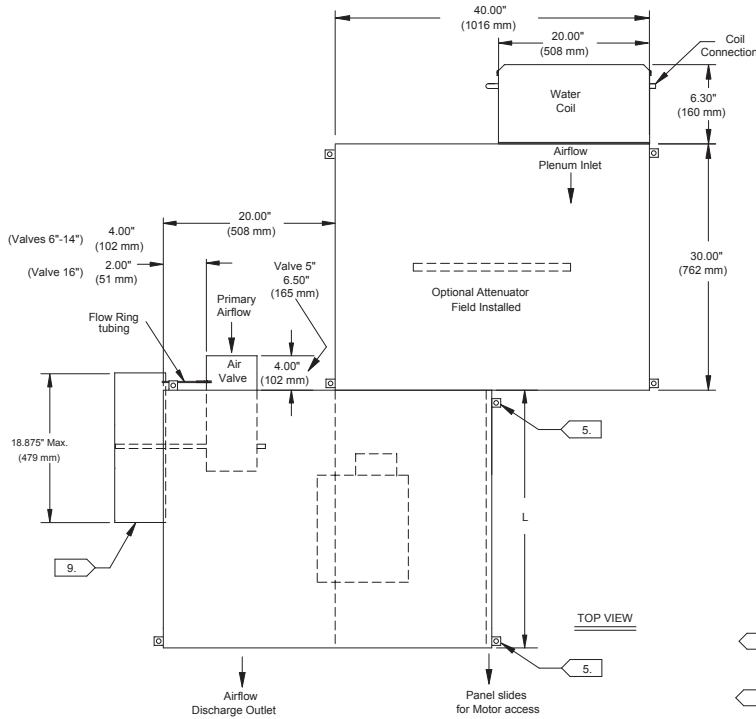 40.00"
(1016 mm)
20.00"
(508 mm)
Coil
Connection
Water
Coil
6.30"
(160 mm)
Airflow
Plenum Inlet
20.00"
(508 mm)
(Valves 6"-14")
4.00"
(102 mm)
(Valve 16")
2.00"
(51 mm)
Valve 5"
6.50"
(165 mm)
30.00"
(762 mm)
Optional Attenuator
Field Installed
Primary
Airflow
Flow Ring
tubing
Air
Valve
4.00"
(102 mm)
18.875" Max.
(479 mm)
5.
L
9.
TOP VIEW
5.
Airflow
Discharge Outlet
Panel slides
for Motor access